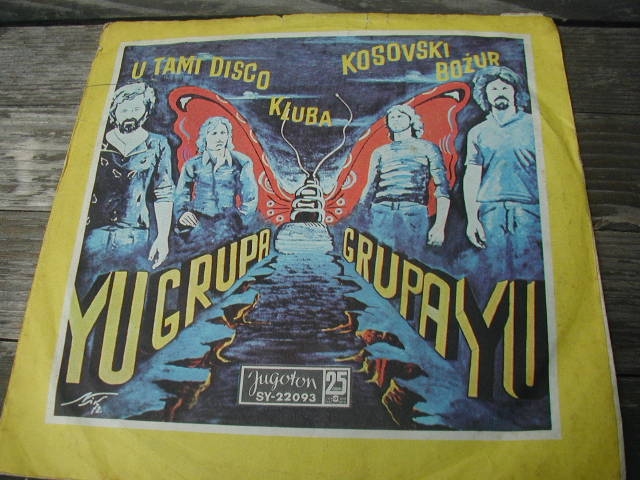 U TAMI DISCO
KLUBA
KOSOVSKI
BOŽUR
YU GRUPA
GRUPA YU
Jugoton
SY-22093
25